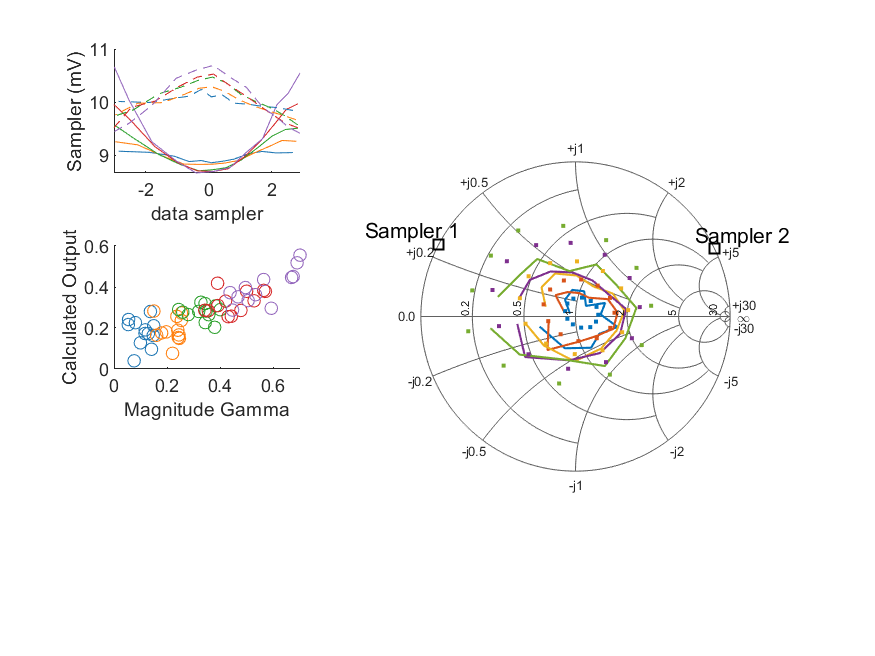 11
10
9
Sampler (mV)
-2 0 2
data sampler
0.6
0.4
0.2
0
Calculated Output
0 0.2 0.4 0.6
Magnitude Gamma
+j1
+j0.5 +j2
Sampler 1 Sampler 2
+j0.2 +j5
0.0 0.2 0.5 1 2 5 30 +j30
∞
-j30
-j0.2 -j5
-j0.5 -j2
-j1